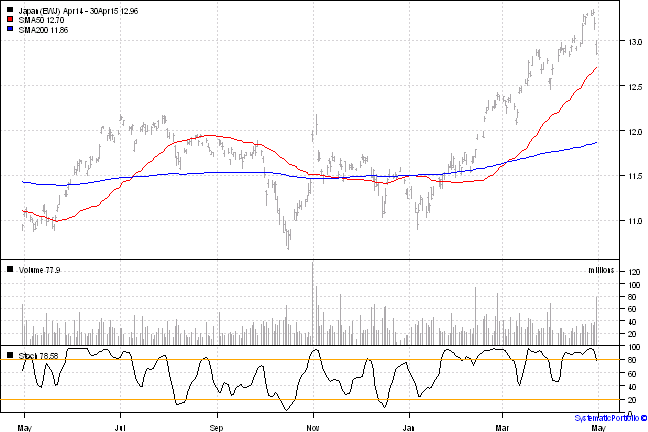 Japan (EWJ) Apr14 - 30Apr15 12.96
SMA50 12.70
SMA200 11.86
13.0
12.5
12.0
11.5
11.0
Volume 77.9
millions
120
100
80
60
40
20
Stoch 78.58
100
80
60
40
20
0
SystematicPortfolio ©
May
Jul
Sep
Nov
Jan
Mar
May